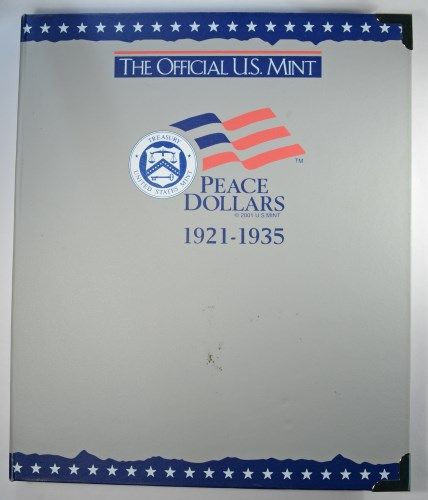 THE OFFICIAL U.S. MINT
TREASURY
UNITED STATES MINT
TM
PEACE
DOLLARS
© 2001 U.S. MINT
1921-1935